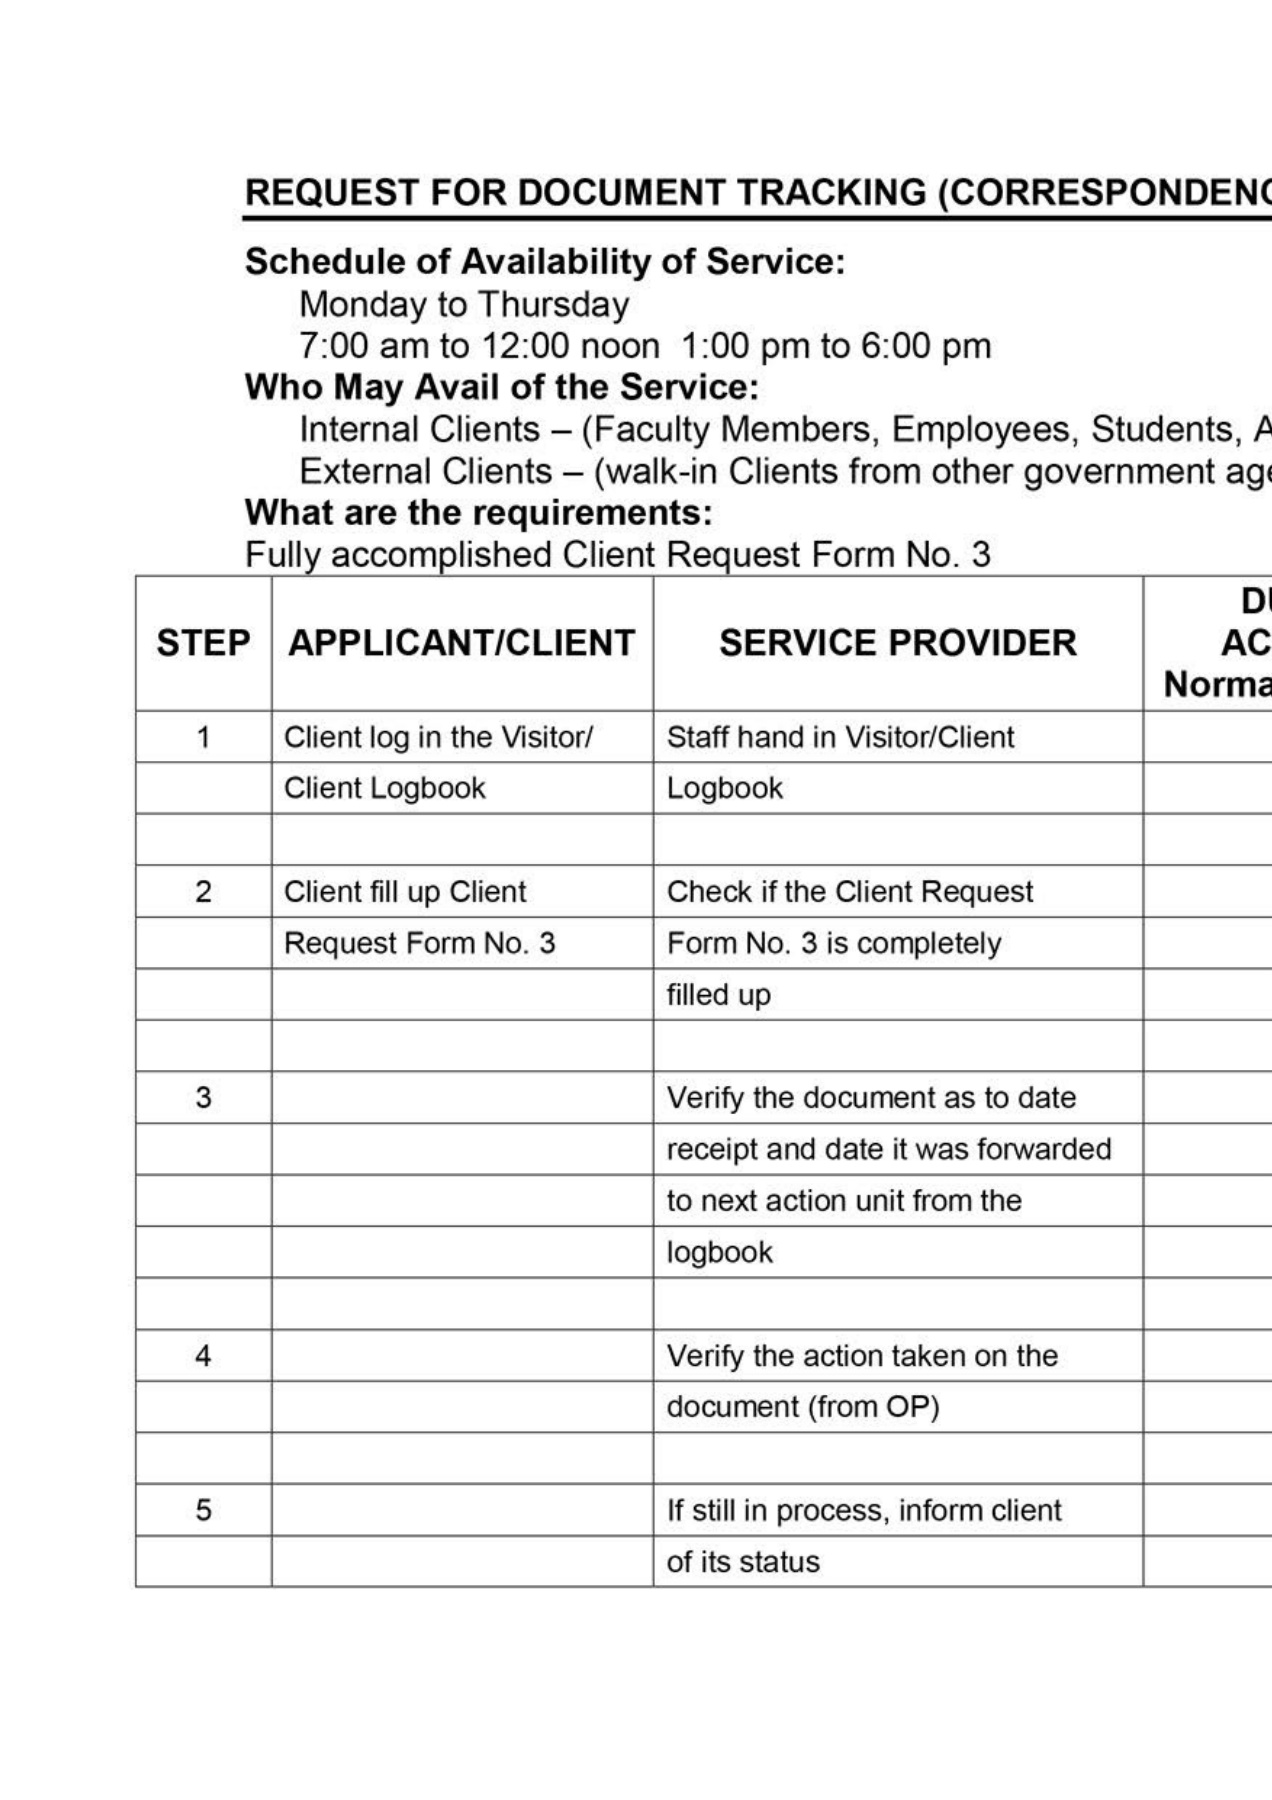 REQUEST FOR DOCUMENT TRACKING (CORRESPONDENC
Schedule of Availability of Service:
Monday to Thursday
7:00 am to 12:00 noon 1:00 pm to 6:00 pm
Who May Avail of the Service:
Internal Clients – (Faculty Members, Employees, Students, A
External Clients – (walk-in Clients from other government age
What are the requirements:
Fully accomplished Client Request Form No. 3
STEP APPLICANT/CLIENT SERVICE PROVIDER DU
AC
Norma
1 Client log in the Visitor/ Staff hand in Visitor/Client
Client Logbook Logbook
2 Client fill up Client Check if the Client Request
Request Form No. 3 Form No. 3 is completely
filled up
3 Verify the document as to date
receipt and date it was forwarded
to next action unit from the
logbook
4 Verify the action taken on the
document (from OP)
5 If still in process, inform client
of its status